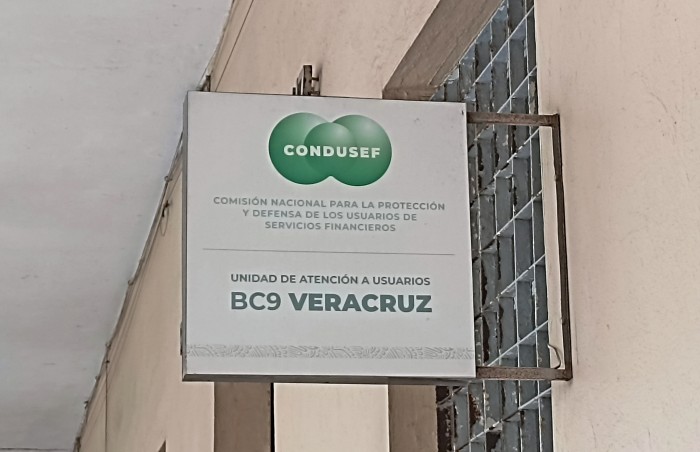 CONDUSEF
COMISIÓN NACIONAL PARA LA PROTECCIÓN
Y DEFENSA DE LOS USUARIOS DE
SERVICIOS FINANCIEROS
UNIDAD DE ATENCIÓN A USUARIOS
BC9 VERACRUZ